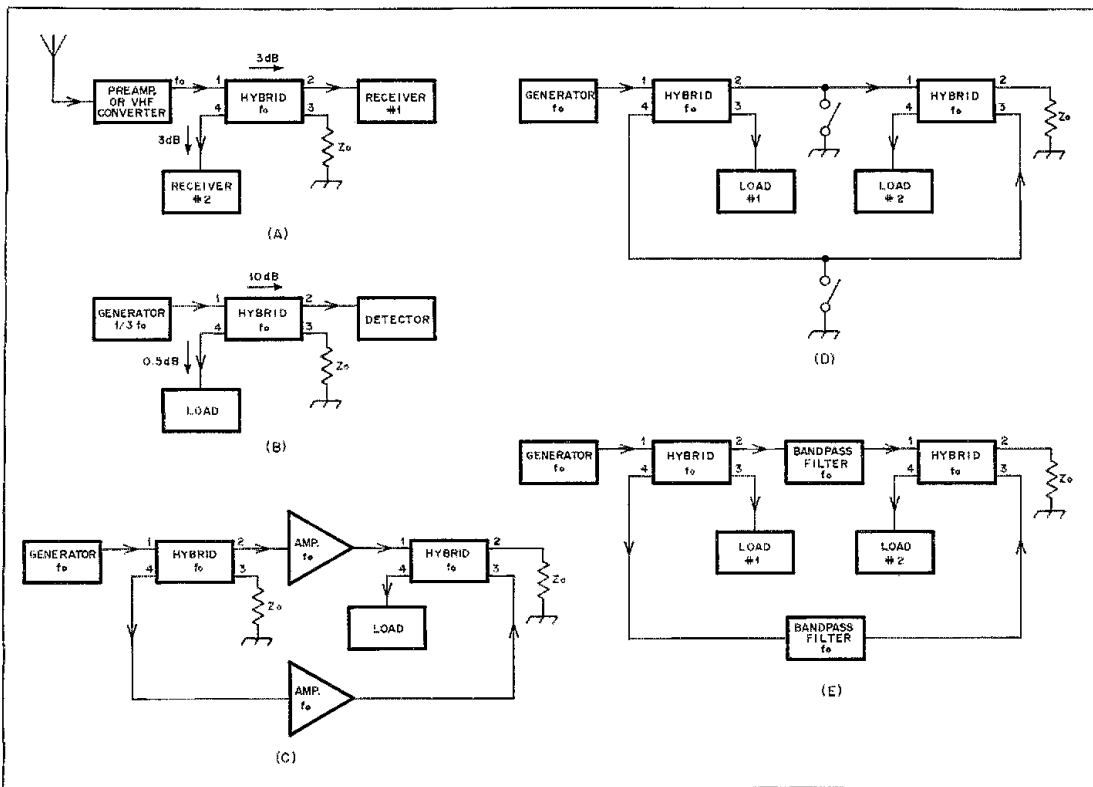 PREAMP.
OR VHF
CONVERTER
fo
1
3dB
HYBRID
fo
2
4
3
RECEIVER
#1
3dB
Zo
RECEIVER
#2
(A)
GENERATOR
1/3 fo
1
10dB
HYBRID
fo
2
4
3
DETECTOR
0.5dB
Zo
LOAD
(B)
GENERATOR
fo
1
HYBRID
fo
2
4
3
Zo
AMP.
fo
1
HYBRID
fo
2
4
3
Zo
LOAD
AMP.
fo
(C)
GENERATOR
fo
1
HYBRID
fo
2
4
3
LOAD
#1
1
HYBRID
fo
2
4
3
Zo
LOAD
#2
(D)
GENERATOR
fo
1
HYBRID
fo
2
4
3
LOAD
#1
BANDPASS
FILTER
fo
1
HYBRID
fo
2
4
3
Zo
LOAD
#2
BANDPASS
FILTER
fo
(E)